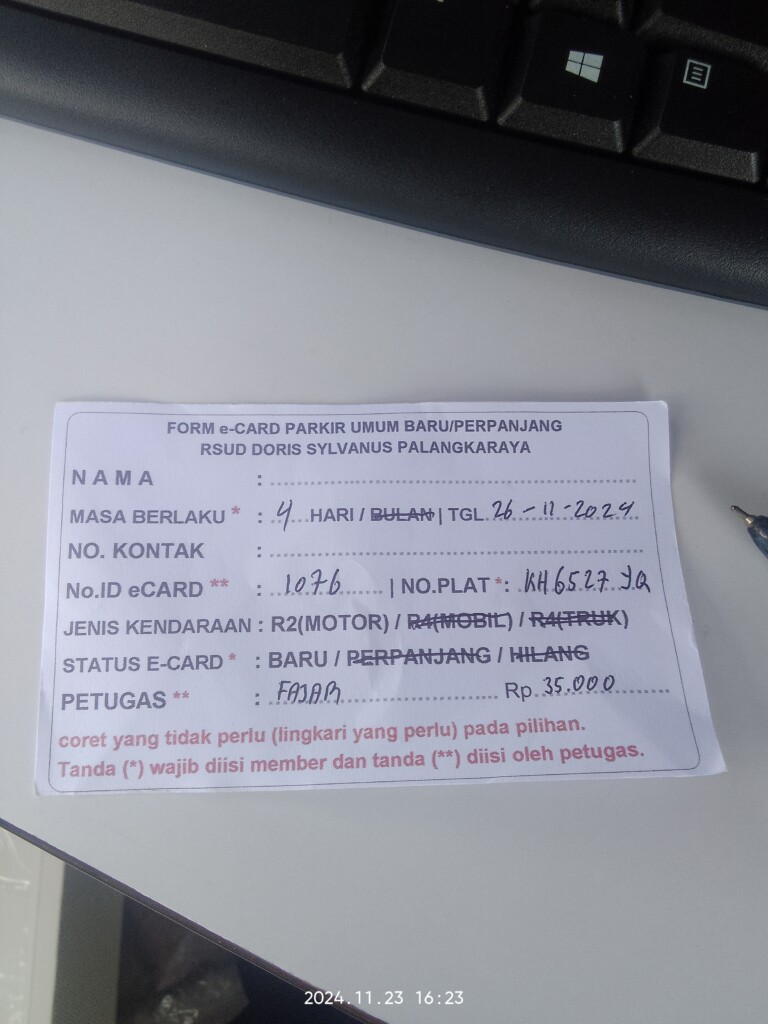 FORM e-CARD PARKIR UMUM BARU/PERPANJANG
RSUD DORIS SYLVANUS PALANGKARAYA
N A M A : ........................................................
MASA BERLAKU * : 4 HARI / BULAN | TGL. 26-11-2024
NO. KONTAK : ........................................................
No.ID eCARD ** : 1076 | NO.PLAT *: KH6527 YQ
JENIS KENDARAAN : R2(MOTOR) / R4(MOBIL) / R4(TRUK)
STATUS E-CARD * : BARU / PERPANJANG / HILANG
PETUGAS ** : FAJAR Rp. 35.000
coret yang tidak perlu (lingkari yang perlu) pada pilihan.
Tanda (*) wajib diisi member dan tanda (**) diisi oleh petugas.
2024.11.23 16:23